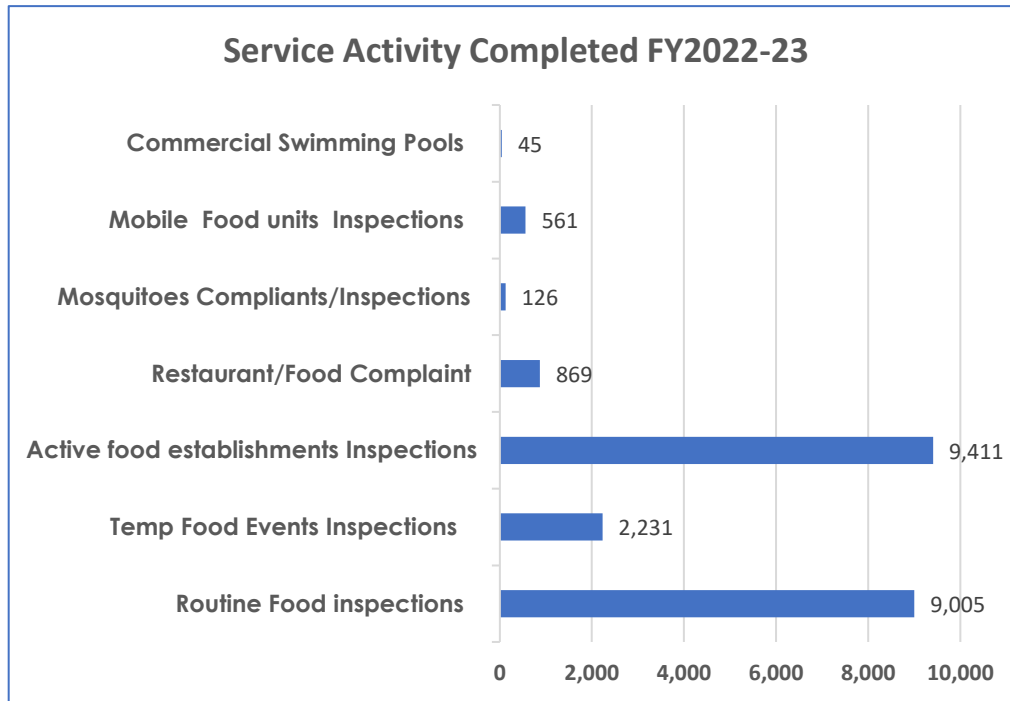 Service Activity Completed FY2022-23
Commercial Swimming Pools 45
Mobile Food units Inspections 561
Mosquitoes Compliants/Inspections 126
Restaurant/Food Complaint 869
Active food establishments Inspections 9,411
Temp Food Events Inspections 2,231
Routine Food inspections 9,005
0 2,000 4,000 6,000 8,000 10,000